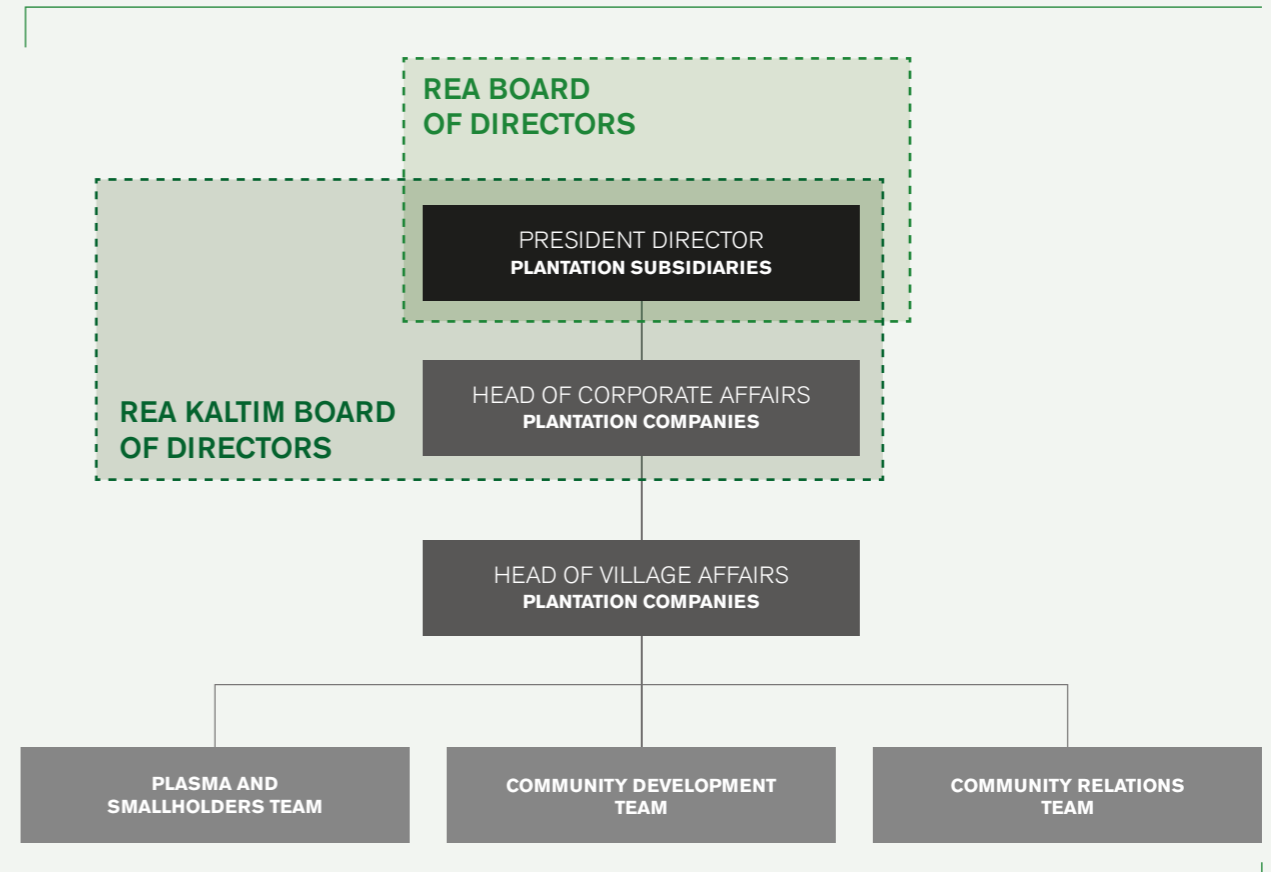 REA BOARD
OF DIRECTORS
PRESIDENT DIRECTOR
PLANTATION SUBSIDIARIES
HEAD OF CORPORATE AFFAIRS
PLANTATION COMPANIES
REA KALTIM BOARD
OF DIRECTORS
HEAD OF VILLAGE AFFAIRS
PLANTATION COMPANIES
PLASMA AND
SMALLHOLDERS TEAM
COMMUNITY DEVELOPMENT
TEAM
COMMUNITY RELATIONS
TEAM